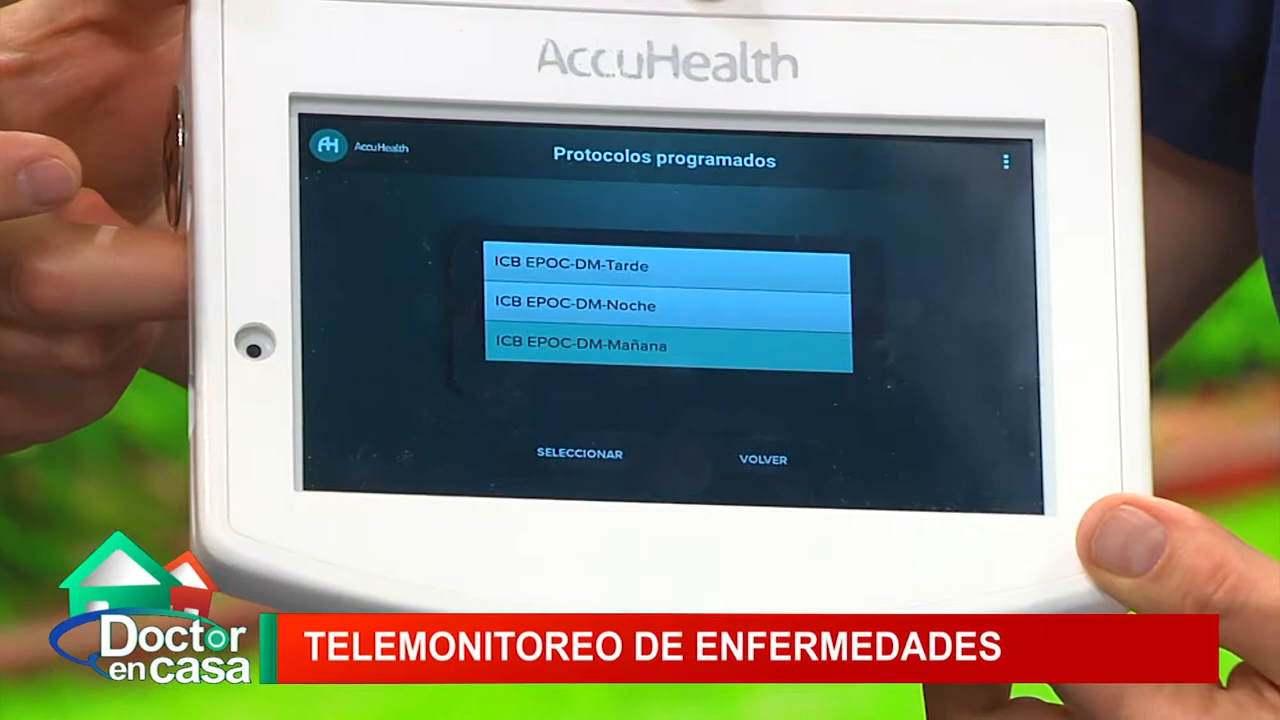 AccuHealth
AH AccuHealth
Protocolos programados
ICB EPOC-DM-Tarde
ICB EPOC-DM-Noche
ICB EPOC-DM-Mañana
SELECCIONAR VOLVER
Doctor
en casa
TELEMONITOREO DE ENFERMEDADES